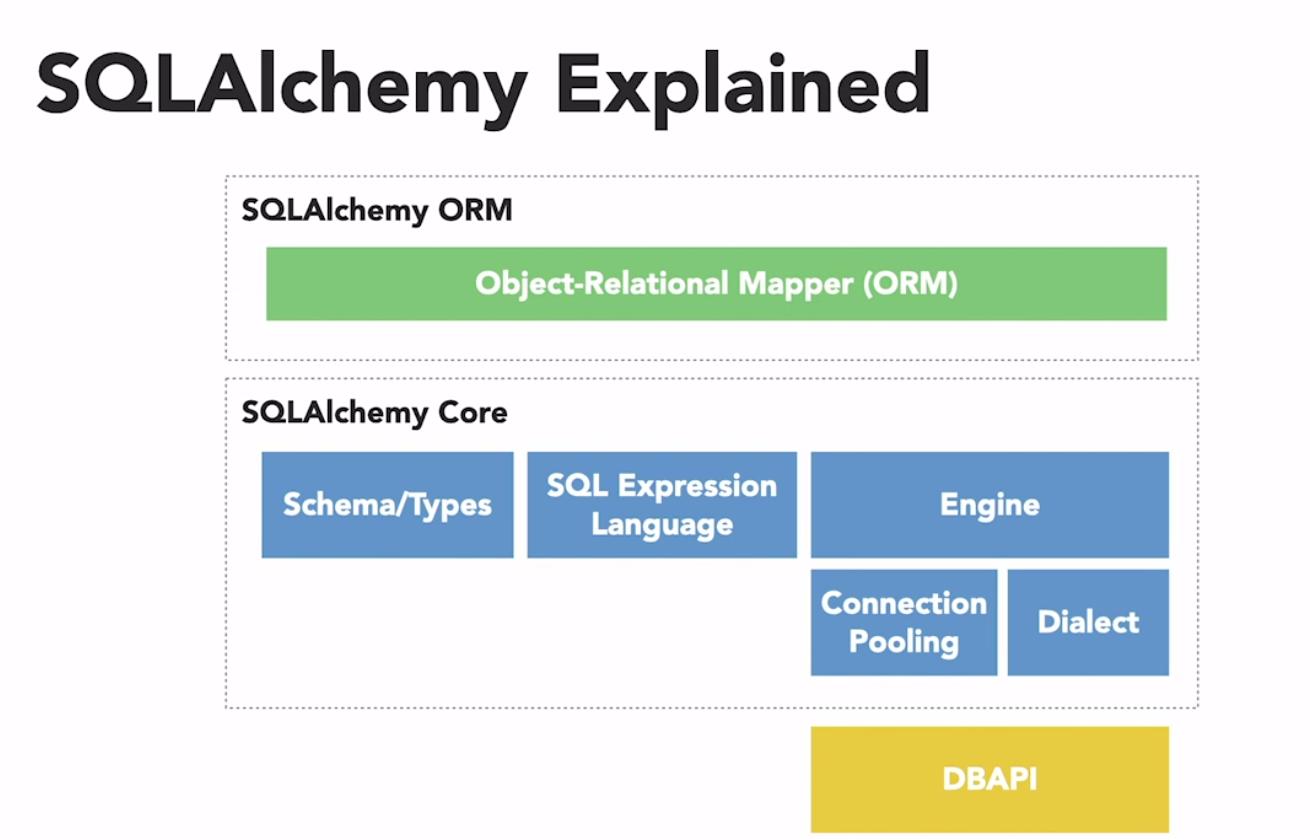 SQLAlchemy Explained
SQLAlchemy ORM
Object-Relational Mapper (ORM)
SQLAlchemy Core
Schema/Types
SQL Expression
Language
Engine
Connection
Pooling
Dialect
DBAPI